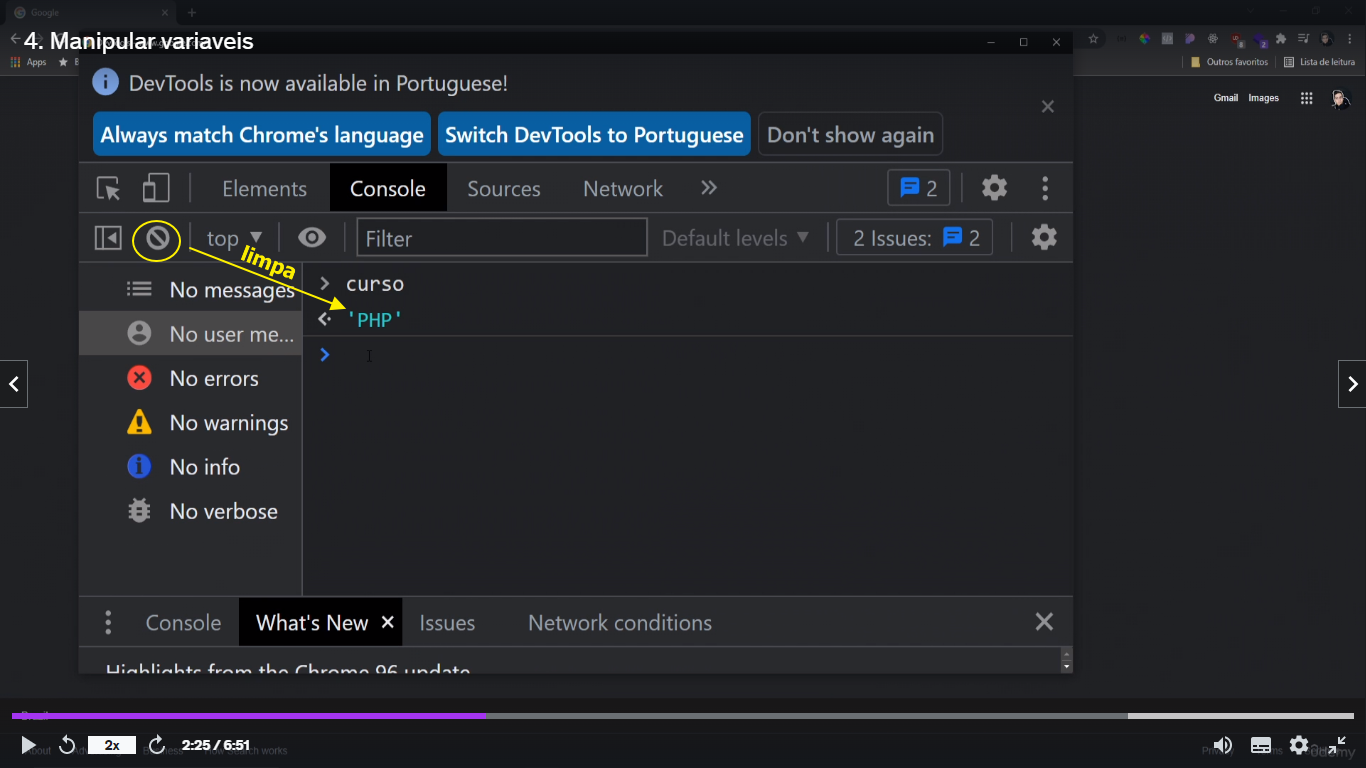 Google
4. Manipular variaveis
Apps
Outros favoritos
Lista de leitura
DevTools is now available in Portuguese!
Always match Chrome's language
Switch DevTools to Portuguese
Don't show again
Gmail
Images
Elements
Console
Sources
Network
2
top
Filter
Default levels
2 Issues:
2
limpa
No messages
No user me...
No errors
No warnings
No info
No verbose
curso
'PHP'
Console
What's New
Issues
Network conditions
Highlights from the Chrome 96 update
Brazil
2x
2:25 / 6:51
udemy